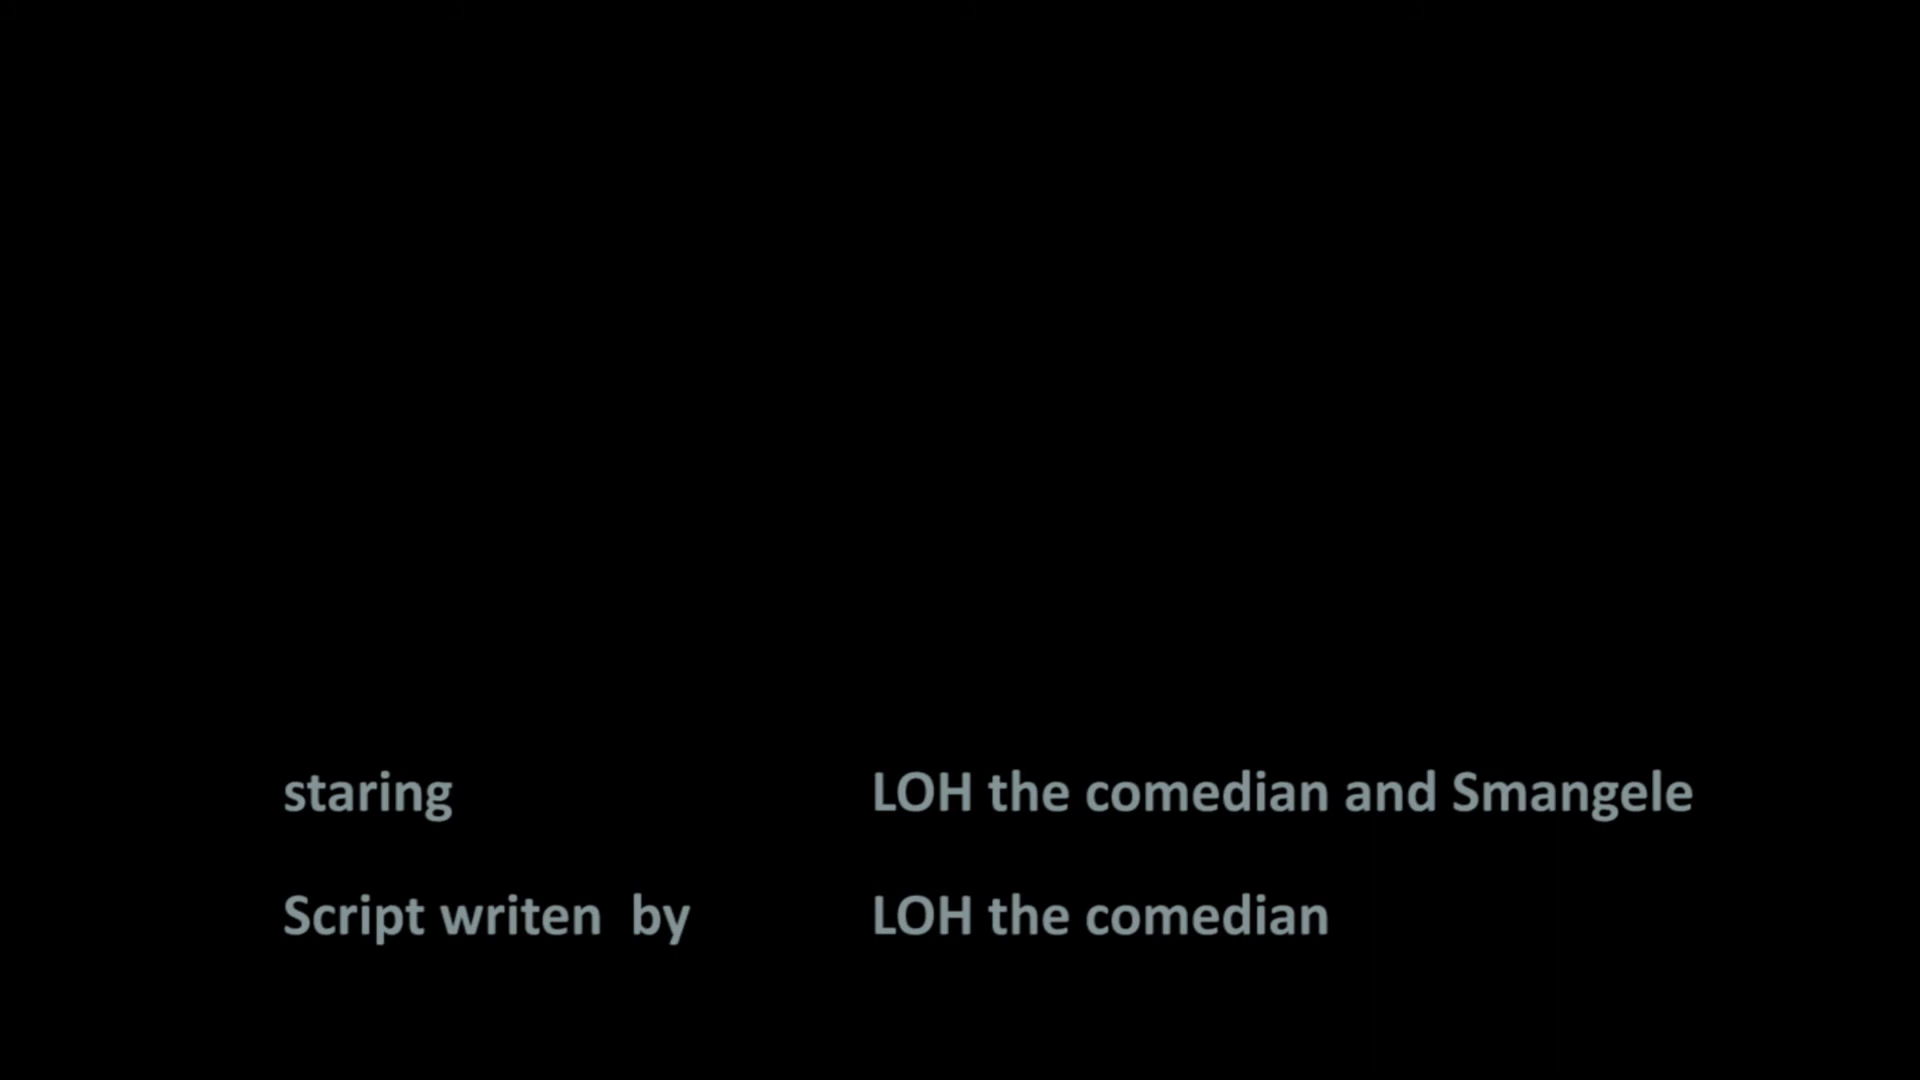 staring LOH the comedian and Smangele
Script writen  by LOH the comedian